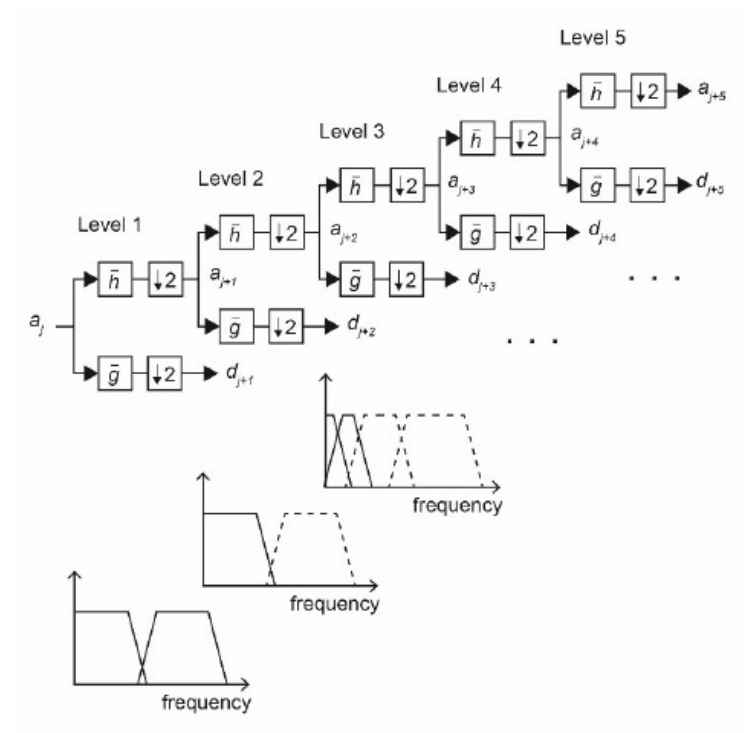 Level 5
h̄ ↓2 a_{j+5}
Level 4
h̄ ↓2 a_{j+4}
Level 3
ḡ ↓2 d_{j+5}
h̄ ↓2 a_{j+3}
Level 2
ḡ ↓2 d_{j+4}
h̄ ↓2 a_{j+2}
Level 1
ḡ ↓2 d_{j+3}
h̄ ↓2 a_{j+1}
. . .
a_j
ḡ ↓2 d_{j+2}
. . .
ḡ ↓2 d_{j+1}
frequency
frequency
frequency